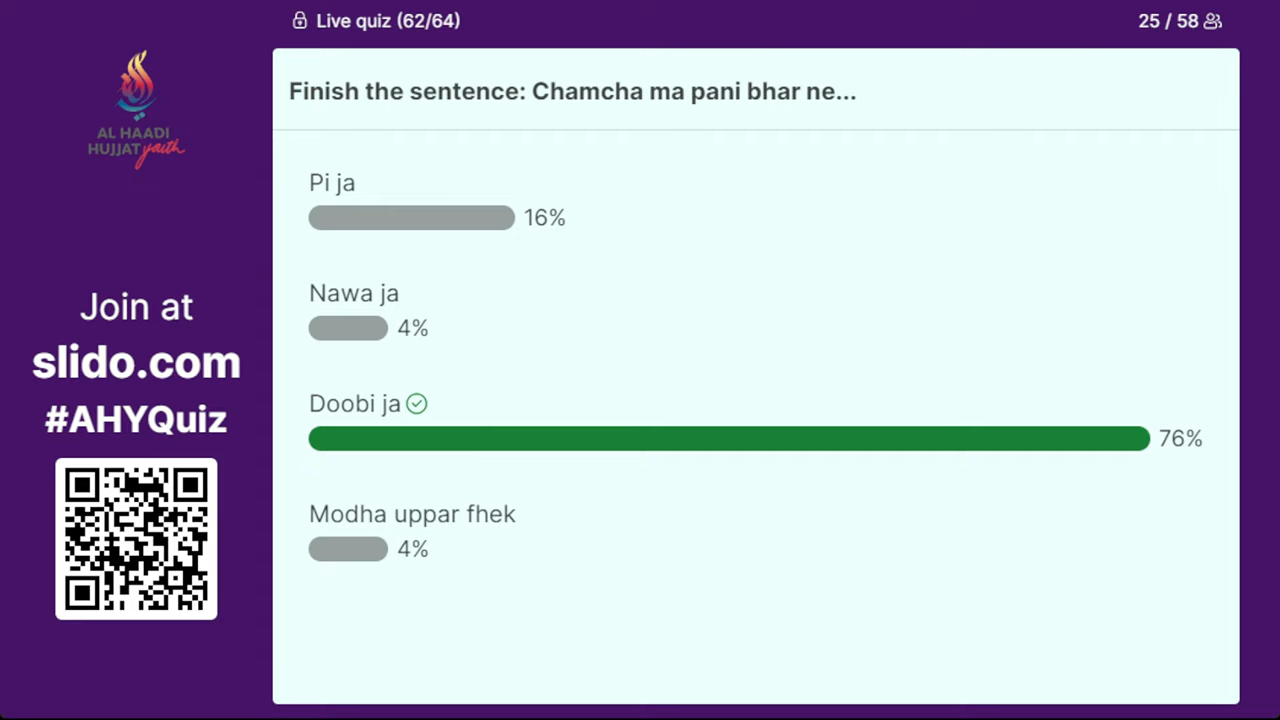 Live quiz (62/64)
25 / 58
AL HAADI
HUJJAT youth
Join at
slido.com
#AHYQuiz
Finish the sentence: Chamcha ma pani bhar ne...
Pi ja
16%
Nawa ja
4%
Doobi ja
76%
Modha uppar fhek
4%